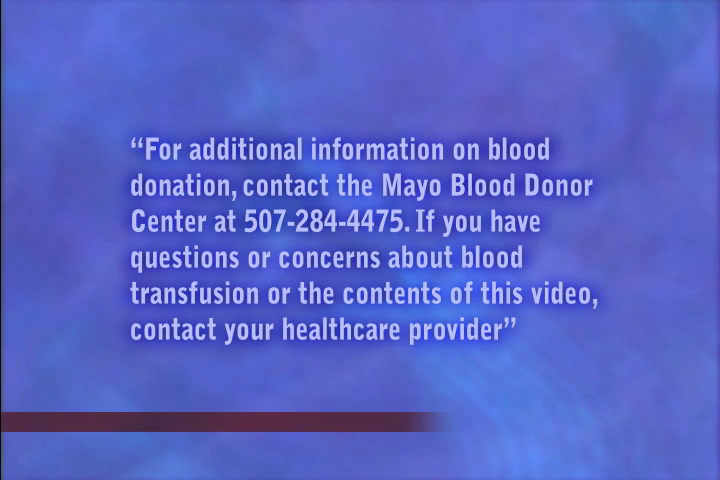 “For additional information on blood
donation, contact the Mayo Blood Donor
Center at 507-284-4475. If you have
questions or concerns about blood
transfusion or the contents of this video,
contact your healthcare provider”